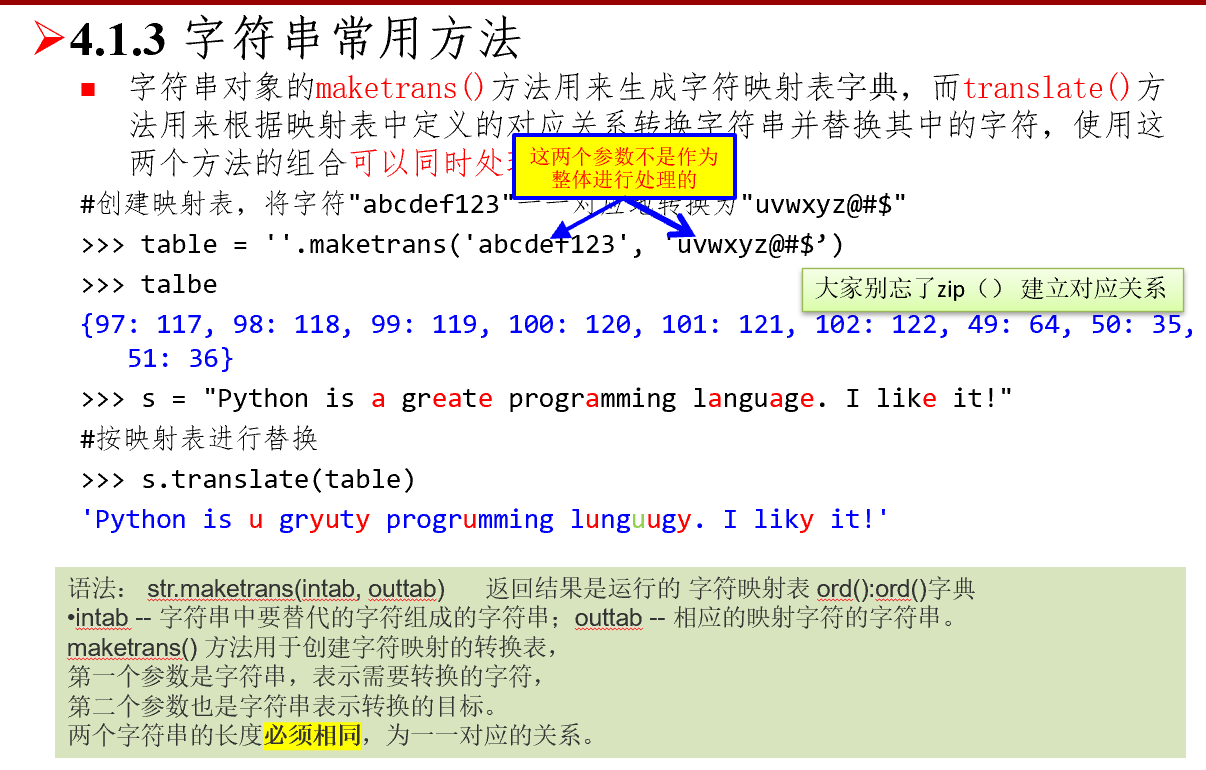 4.1.3 字符串常用方法
字符串对象的maketrans()方法用来生成字符映射表字典，而translate()方
法用来根据映射表中定义的对应关系转换字符串并替换其中的字符，使用这
两个方法的组合可以同时处
这两个参数不是作为
整体进行处理的
#创建映射表，将字符"abcdef123"一一对应地转换为"uvwxyz@#$"
>>> table = ''.maketrans('abcdef123', 'uvwxyz@#$’)
>>> talbe
大家别忘了zip（） 建立对应关系
{97: 117, 98: 118, 99: 119, 100: 120, 101: 121, 102: 122, 49: 64, 50: 35,
51: 36}
>>> s = "Python is a greate programming language. I like it!"
#按映射表进行替换
>>> s.translate(table)
'Python is u gryuty progrumming lunguugy. I liky it!'
语法： str.maketrans(intab, outtab) 返回结果是运行的 字符映射表 ord():ord()字典
•intab -- 字符串中要替代的字符组成的字符串；outtab -- 相应的映射字符的字符串。
maketrans() 方法用于创建字符映射的转换表，
第一个参数是字符串，表示需要转换的字符，
第二个参数也是字符串表示转换的目标。
两个字符串的长度必须相同，为一一对应的关系。